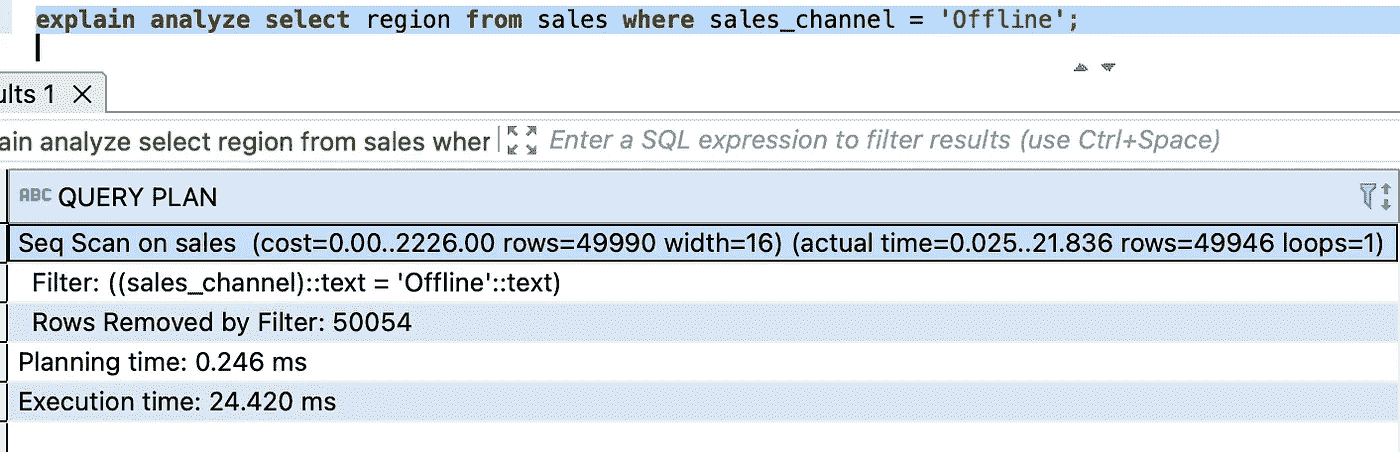 explain analyze select region from sales where sales_channel = 'Offline';
ults 1
ain analyze select region from sales wher Enter a SQL expression to filter results (use Ctrl+Space)
ABC QUERY PLAN
Seq Scan on sales  (cost=0.00..2226.00 rows=49990 width=16) (actual time=0.025..21.836 rows=49946 loops=1)
Filter: ((sales_channel)::text = 'Offline'::text)
Rows Removed by Filter: 50054
Planning time: 0.246 ms
Execution time: 24.420 ms